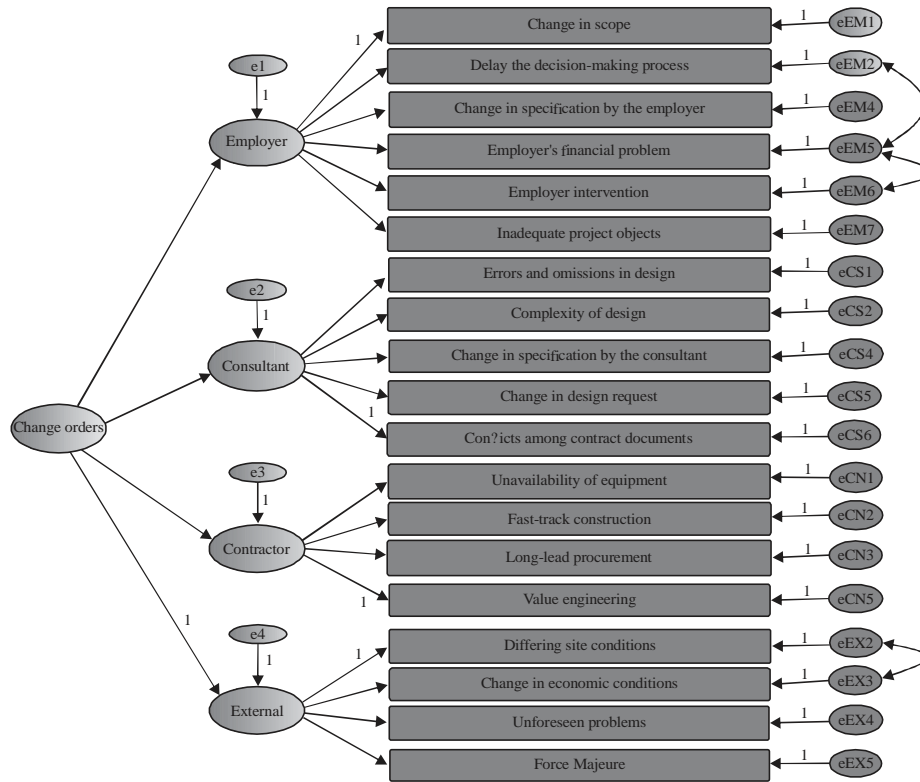 Change in scope
1
1
eEM1
e1
Delay the decision-making process
1
eEM2
1
Change in specification by the employer
1
eEM4
Employer
Employer's financial problem
1
eEM5
Employer intervention
1
eEM6
Inadequate project objects
1
eEM7
Errors and omissions in design
1
eCS1
e2
1
Complexity of design
1
eCS2
Consultant
Change in specification by the consultant
1
eCS4
Change in design request
1
eCS5
1
Change orders
Con?icts among contract documents
1
eCS6
e3
1
Unavailability of equipment
1
eCN1
Fast-track construction
1
eCN2
Contractor
Long-lead procurement
1
eCN3
1
Value engineering
1
eCN5
1
e4
1
1
Differing site conditions
1
eEX2
Change in economic conditions
1
eEX3
External
Unforeseen problems
1
eEX4
Force Majeure
1
eEX5